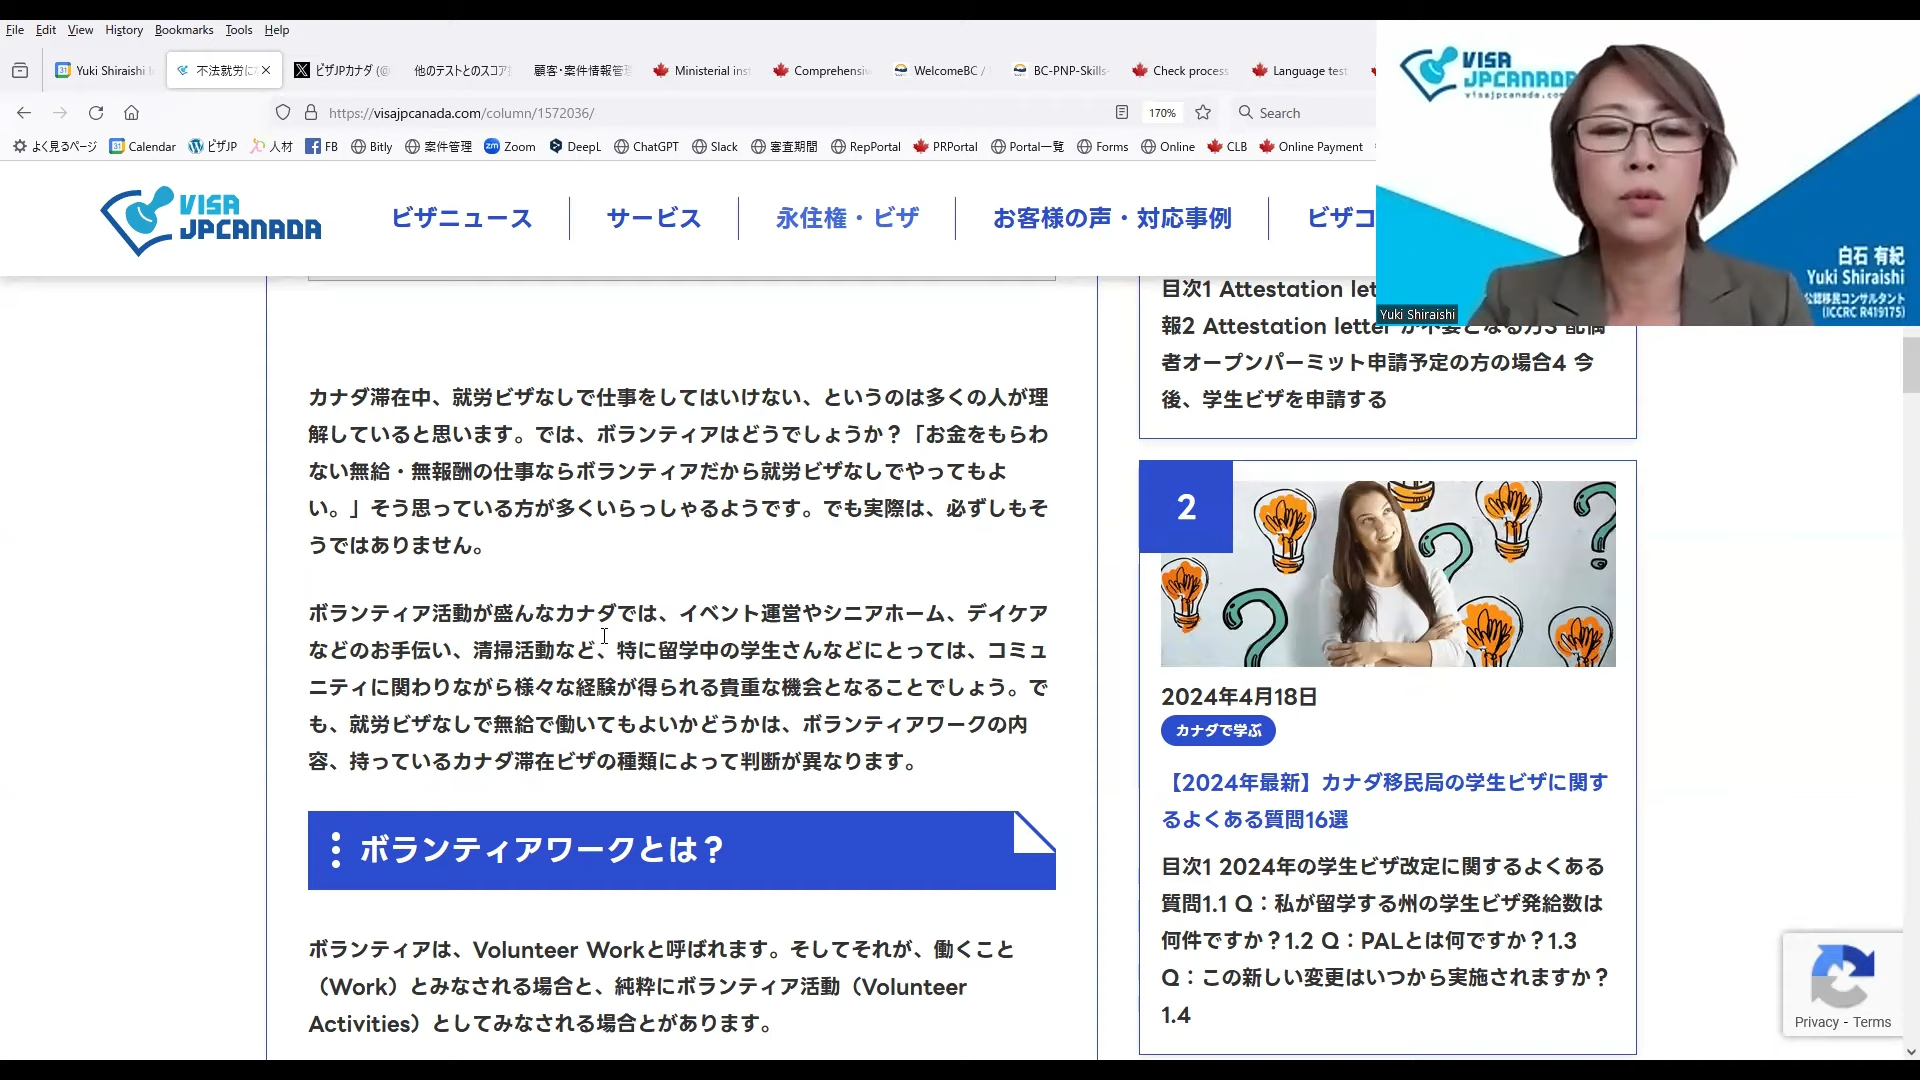 File Edit View History Bookmarks Tools Help
Yuki Shiraishi
不法就労に
ビザJPカナダ (@
他のテストとのスコア
顧客・案件情報管理
Ministerial ins
Comprehensiv
WelcomeBC /
BC-PNP-Skills-
Check process
Language test
https://visajpcanada.com/column/1572036/
170%
Search
よく見るページ Calendar ビザJP 人材 FB Bitly 案件管理 Zoom DeepL ChatGPT Slack 審査期間 RepPortal PRPortal Portal一覧 Forms Online CLB Online Payment
VISA
JPCANADA
ビザニュース
サービス
永住権・ビザ
お客様の声・対応事例
ビザコ
VISA
JPCANADA
visajpcanada.com
白石 有紀
Yuki Shiraishi
公認移民コンサルタント
(ICCRC R419175)
Yuki Shiraishi
カナダ滞在中、就労ビザなしで仕事をしてはいけない、というのは多くの人が理
解していると思います。では、ボランティアはどうでしょうか？「お金をもらわ
ない無給・無報酬の仕事ならボランティアだから就労ビザなしでやってもよ
い。」そう思っている方が多くいらっしゃるようです。でも実際は、必ずしもそ
うではありません。
ボランティア活動が盛んなカナダでは、イベント運営やシニアホーム、デイケア
などのお手伝い、清掃活動など、特に留学中の学生さんなどにとっては、コミュ
ニティに関わりながら様々な経験が得られる貴重な機会となることでしょう。で
も、就労ビザなしで無給で働いてもよいかどうかは、ボランティアワークの内
容、持っているカナダ滞在ビザの種類によって判断が異なります。
ボランティアワークとは？
ボランティアは、Volunteer Workと呼ばれます。そしてそれが、働くこと
（Work）とみなされる場合と、純粋にボランティア活動（Volunteer
Activities）としてみなされる場合とがあります。
目次1 Attestation let
報2 Attestation letter が不要となる方3 配偶
者オープンパーミット申請予定の方の場合4 今
後、学生ビザを申請する
2
2024年4月18日
カナダで学ぶ
【2024年最新】カナダ移民局の学生ビザに関す
るよくある質問16選
目次1 2024年の学生ビザ改定に関するよくある
質問1.1 Q：私が留学する州の学生ビザ発給数は
何件ですか？1.2 Q：PALとは何ですか？1.3
Q：この新しい変更はいつから実施されますか？
1.4
Privacy - Terms